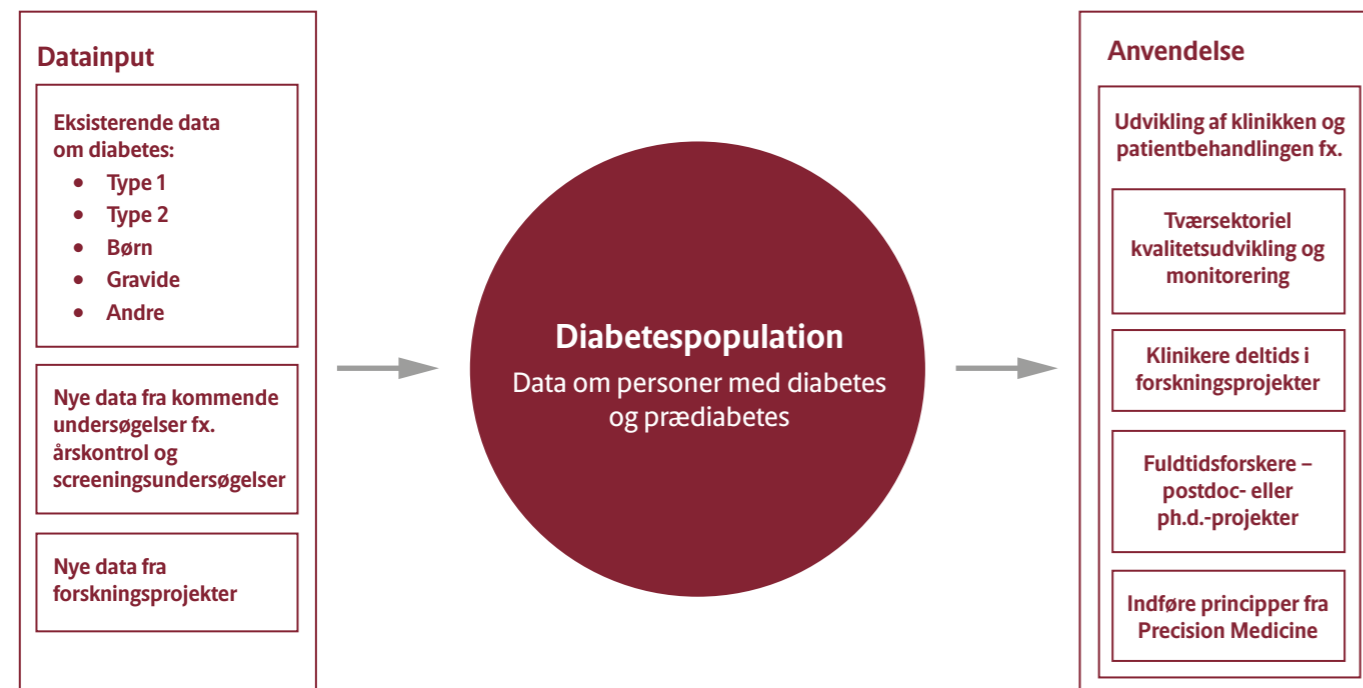 Datainput
Eksisterende data
om diabetes:
• Type 1
• Type 2
• Børn
• Gravide
• Andre
Nye data fra kommende
undersøgelser fx.
årskontrol og
screeningsundersøgelser
Nye data fra
forskningsprojekter
Diabetespopulation
Data om personer med diabetes
og prædiabetes
Anvendelse
Udvikling af klinikken og
patientbehandlingen fx.
Tværsektoriel
kvalitetsudvikling og
monitorering
Klinikere deltids i
forskningsprojekter
Fuldtidsforskere –
postdoc- eller
ph.d.-projekter
Indføre principper fra
Precision Medicine